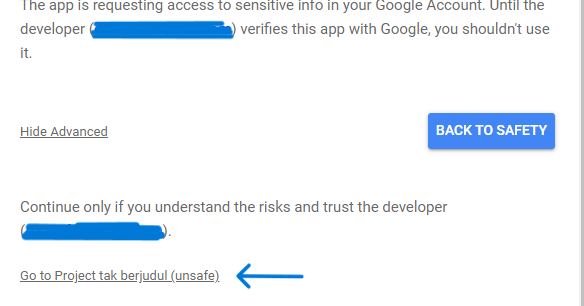 The app is requesting access to sensitive info in your Google Account. Until the
developer () verifies this app with Google, you shouldn't use
it.
Hide Advanced
BACK TO SAFETY
Continue only if you understand the risks and trust the developer
().
Go to Project tak berjudul (unsafe)